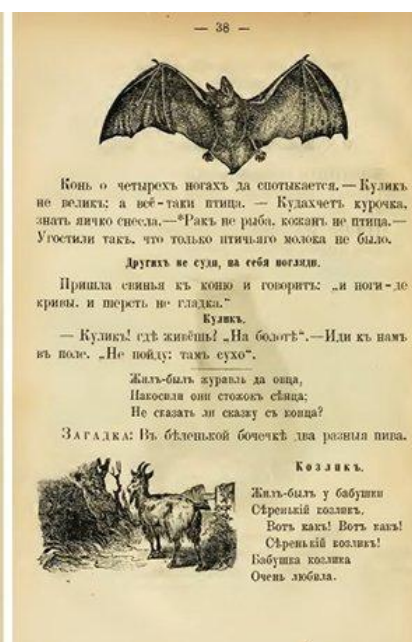 — 38 —
Конь о четырехъ ногахъ да спотыкается. — Куликъ
не великъ; а всё-таки птица. — Кудахчетъ курочка,
знать яичко снесла. — *Ракъ не рыба, кожанъ не птица. —
Угостили такъ, что только птичьяго молока не было.
Другихъ не суди, на себя погляди.
Пришла свинья къ коню и говоритъ: „и ноги-де
кривы, и шерсть не гладка.“
Куликъ.
— Куликъ! гдѣ живёшь? „На болотѣ“. — Иди къ намъ
въ поле. „Не пойду: тамъ сухо“.
Жилъ-былъ журавль да овца,
Накосили они стожокъ сѣнца;
Не сказать ли сказку съ конца?
ЗАГАДКА: Въ бѣленькой бочечкѣ два разныя пива.
Козликъ.
Жилъ-былъ у бабушки
Сѣренькій козликъ,
Вотъ какъ! Вотъ какъ!
Сѣренькій козликъ!
Бабушка козлика
Очень любила.